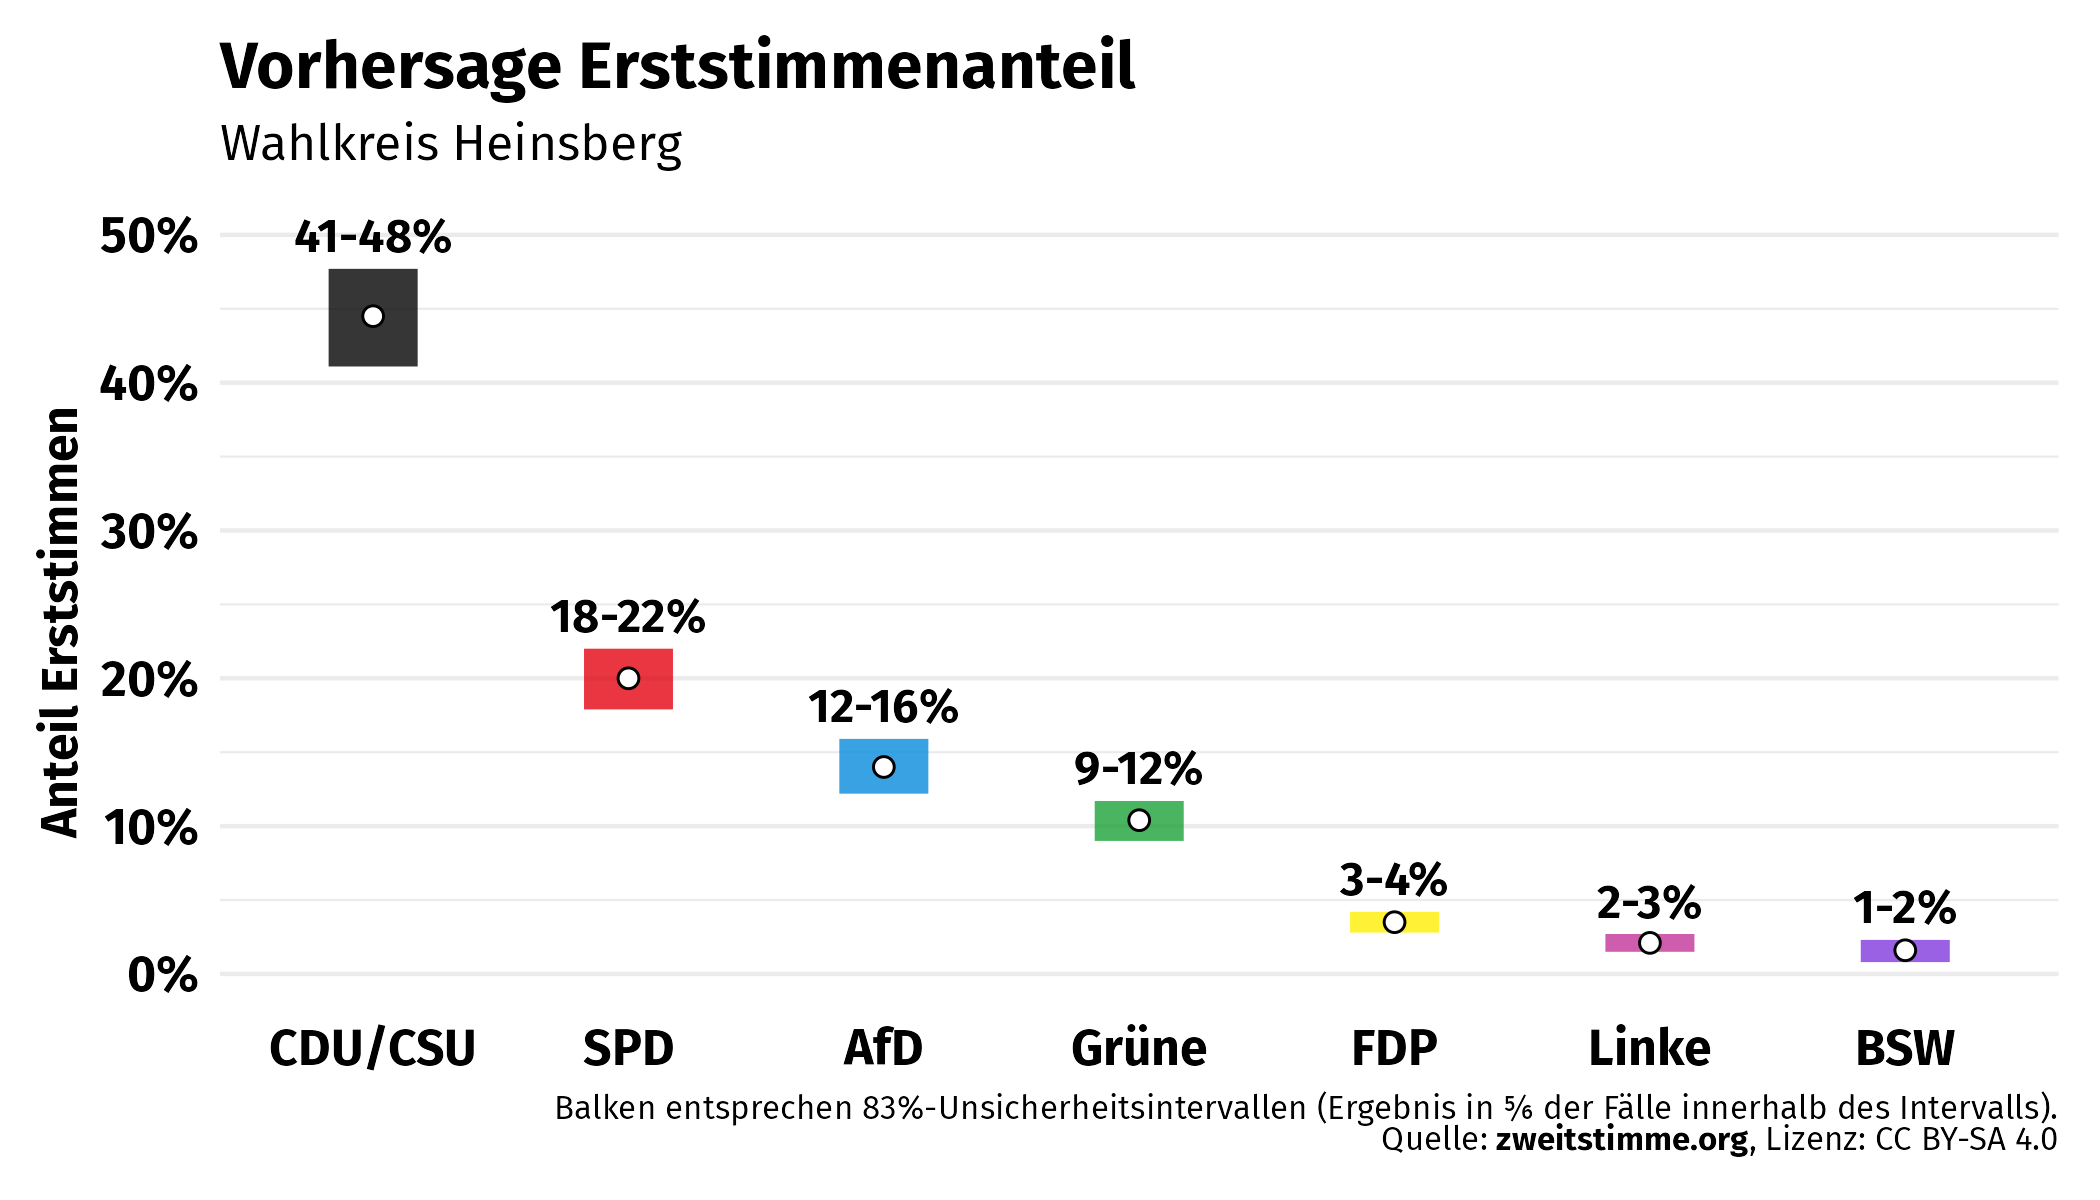 Vorhersage Erststimmenanteil
Wahlkreis Heinsberg
Anteil Erststimmen
50%
40%
30%
20%
10%
0%
41-48%
18-22%
12-16%
9-12%
3-4%
2-3%
1-2%
CDU/CSU SPD AfD Grüne FDP Linke BSW
Balken entsprechen 83%-Unsicherheitsintervallen (Ergebnis in ⅚ der Fälle innerhalb des Intervalls).
Quelle: zweitstimme.org, Lizenz: CC BY-SA 4.0